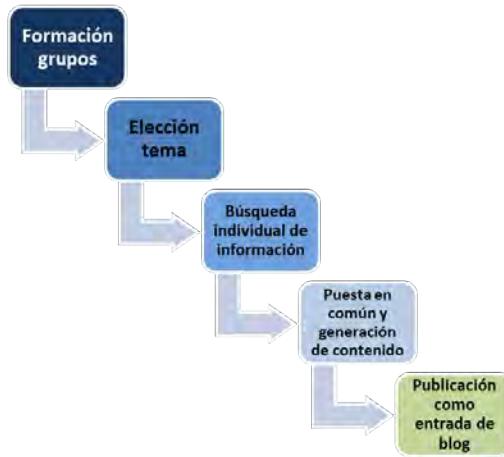 Formación
grupos
Elección
tema
Búsqueda
individual de
información
Puesta en
común y
generación
de contenido
Publicación
como
entrada de
blog